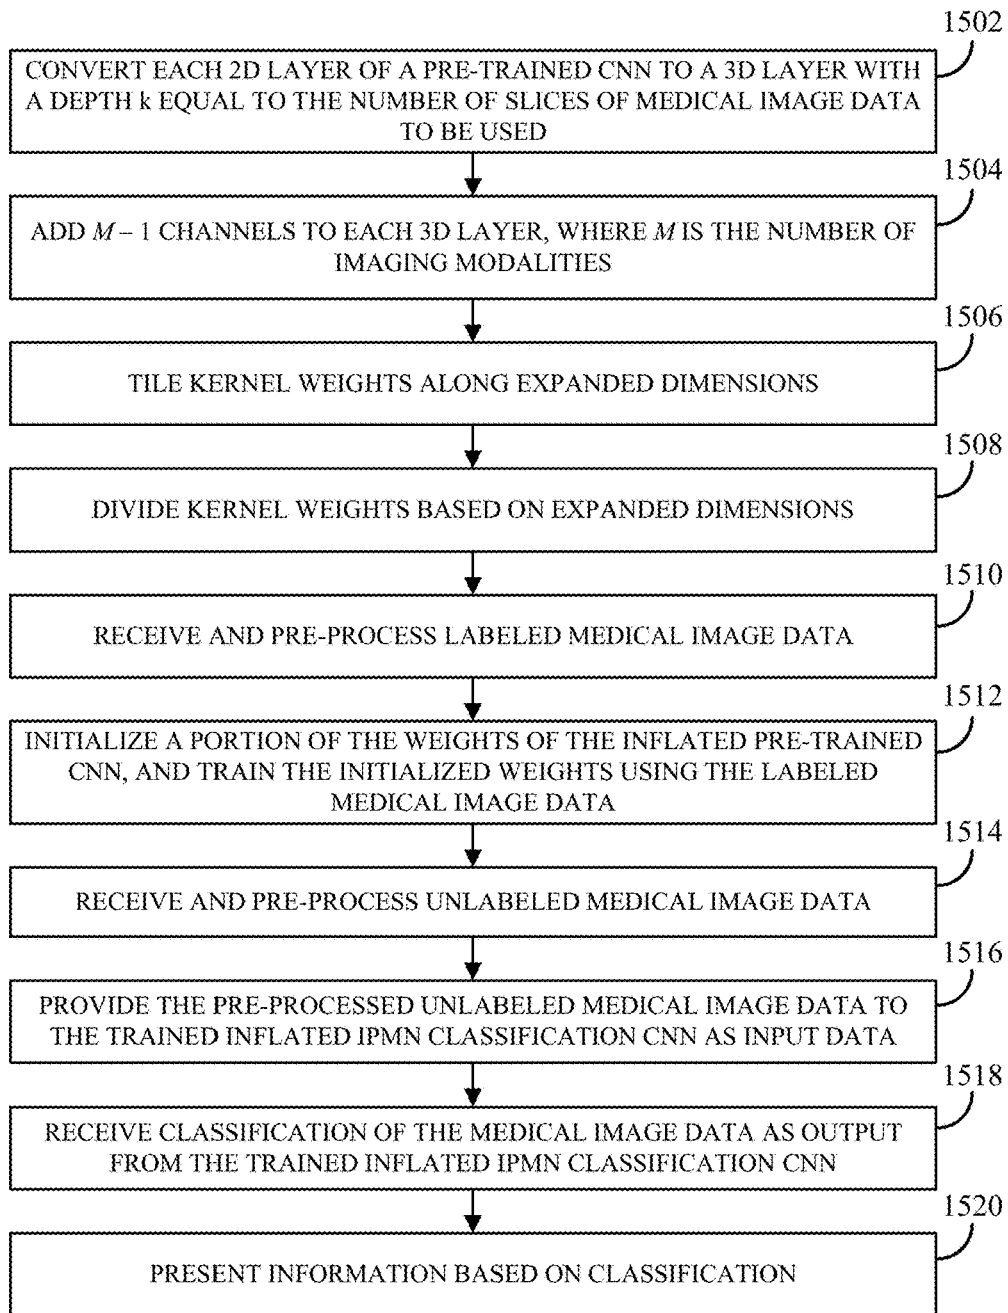 1502
CONVERT EACH 2D LAYER OF A PRE-TRAINED CNN TO A 3D LAYER WITH
A DEPTH k EQUAL TO THE NUMBER OF SLICES OF MEDICAL IMAGE DATA
TO BE USED
1504
ADD M – 1 CHANNELS TO EACH 3D LAYER, WHERE M IS THE NUMBER OF
IMAGING MODALITIES
1506
TILE KERNEL WEIGHTS ALONG EXPANDED DIMENSIONS
1508
DIVIDE KERNEL WEIGHTS BASED ON EXPANDED DIMENSIONS
1510
RECEIVE AND PRE-PROCESS LABELED MEDICAL IMAGE DATA
1512
INITIALIZE A PORTION OF THE WEIGHTS OF THE INFLATED PRE-TRAINED
CNN, AND TRAIN THE INITIALIZED WEIGHTS USING THE LABELED
MEDICAL IMAGE DATA
1514
RECEIVE AND PRE-PROCESS UNLABELED MEDICAL IMAGE DATA
1516
PROVIDE THE PRE-PROCESSED UNLABELED MEDICAL IMAGE DATA TO
THE TRAINED INFLATED IPMN CLASSIFICATION CNN AS INPUT DATA
1518
RECEIVE CLASSIFICATION OF THE MEDICAL IMAGE DATA AS OUTPUT
FROM THE TRAINED INFLATED IPMN CLASSIFICATION CNN
1520
PRESENT INFORMATION BASED ON CLASSIFICATION